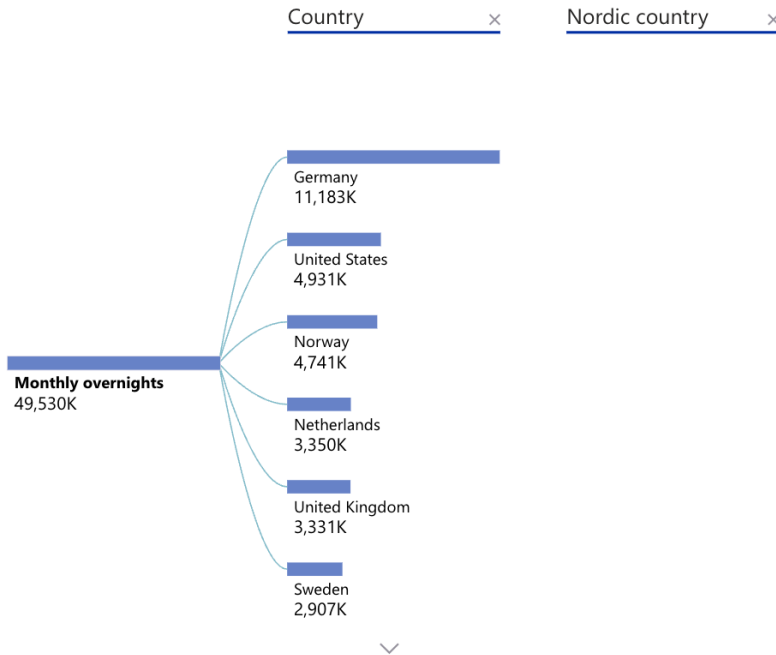 Country
Nordic country
Germany
11,183K
United States
4,931K
Norway
4,741K
Monthly overnights
49,530K
Netherlands
3,350K
United Kingdom
3,331K
Sweden
2,907K